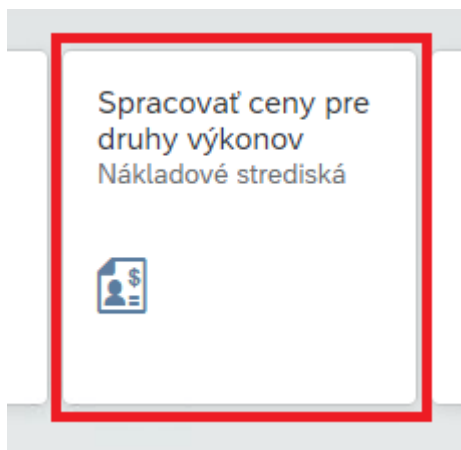 Spracovať ceny pre
druhy výkonov
Nákladové strediská
$